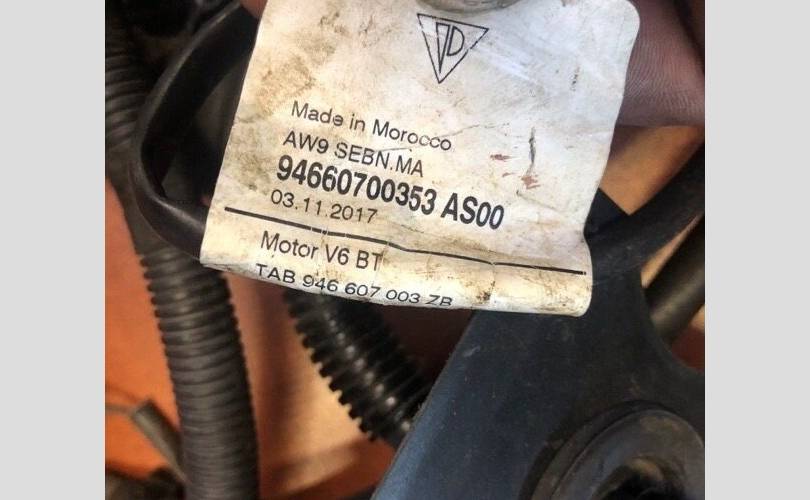 Made in Morocco
AW9 SEBN.MA
94660700353 AS00
03.11.2017
Motor V6 BT
TAB 946 607 003 ZB